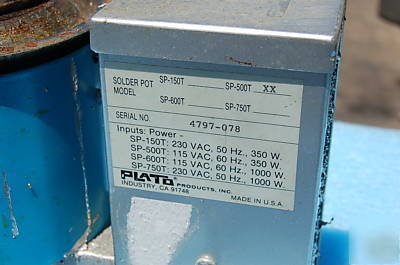 SOLDER POT SP-150T SP-500T XX
MODEL SP-600T SP-750T
SERIAL NO. 4797-078
Inputs: Power -
SP-150T: 230 VAC, 50 Hz., 350 W.
SP-500T: 115 VAC, 60 Hz., 350 W.
SP-600T: 115 VAC, 60 Hz., 1000 W.
SP-750T: 230 VAC, 50 Hz., 1000 W.
PLATO PRODUCTS, INC.
INDUSTRY, CA 91748
MADE IN U.S.A.